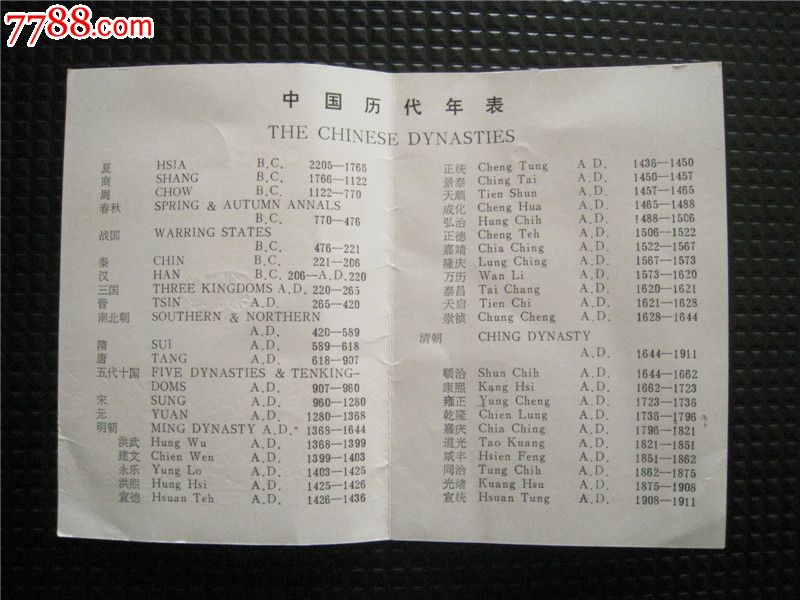 7788.com
中国历代年表
THE CHINESE DYNASTIES
夏 HSIA B.C. 2205—1766
商 SHANG B.C. 1766—1122
周 CHOW B.C. 1122—770
春秋 SPRING & AUTUMN ANNALS
B.C. 770—476
战国 WARRING STATES
B.C. 476—221
秦 CHIN B.C. 221—206
汉 HAN B.C. 206—A.D. 220
三国 THREE KINGDOMS A.D. 220—265
晋 TSIN A.D. 265—420
南北朝 SOUTHERN & NORTHERN
A.D. 420—589
隋 SUI A.D. 589—618
唐 TANG A.D. 618—907
五代十国 FIVE DYNASTIES & TENKING-
DOMS A.D. 907—960
宋 SUNG A.D. 960—1280
元 YUAN A.D. 1280—1368
明朝 MING DYNASTY A.D. 1368—1644
洪武 Hung Wu A.D. 1368—1399
建文 Chien Wen A.D. 1399—1403
永乐 Yung Lo A.D. 1403—1425
洪熙 Hung Hsi A.D. 1425—1426
宣德 Hsuan Teh A.D. 1426—1436
正统 Cheng Tung A.D. 1436—1450
景泰 Ching Tai A.D. 1450—1457
天顺 Tien Shun A.D. 1457—1465
成化 Cheng Hua A.D. 1465—1488
弘治 Hung Chih A.D. 1488—1506
正德 Cheng Teh A.D. 1506—1522
嘉靖 Chia Ching A.D. 1522—1567
隆庆 Lung Ching A.D. 1567—1573
万历 Wan Li A.D. 1573—1620
泰昌 Tai Chang A.D. 1620—1621
天启 Tien Chi A.D. 1621—1628
崇祯 Chung Cheng A.D. 1628—1644
清朝 CHING DYNASTY
A.D. 1644—1911
顺治 Shun Chih A.D. 1644—1662
康熙 Kang Hsi A.D. 1662—1723
雍正 Yung Cheng A.D. 1723—1736
乾隆 Chien Lung A.D. 1736—1796
嘉庆 Chia Ching A.D. 1796—1821
道光 Tao Kuang A.D. 1821—1851
咸丰 Hsien Feng A.D. 1851—1862
同治 Tung Chih A.D. 1862—1875
光绪 Kuang Hsu A.D. 1875—1908
宣统 Hsuan Tung A.D. 1908—1911